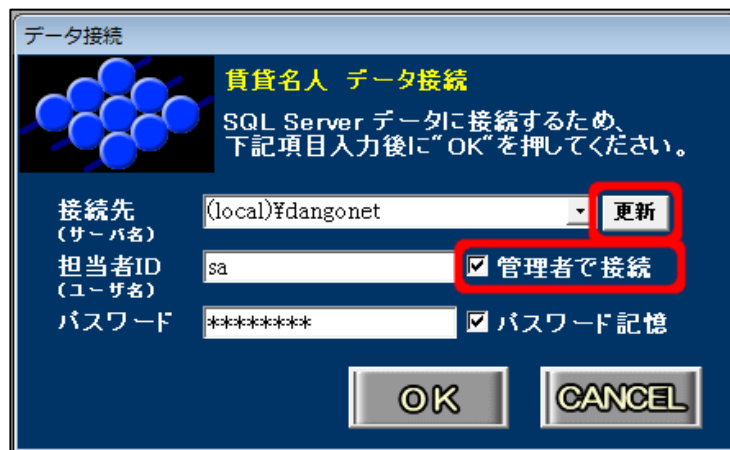 データ接続
賃貸名人 データ接続
SQL Server データに接続するため、
下記項目入力後に"OK"を押してください。
接続先 (local)¥dangonet 更新
(サーバ名)
担当者ID sa 管理者で接続
(ユーザ名)
パスワード ******** パスワード記憶
OK CANCEL